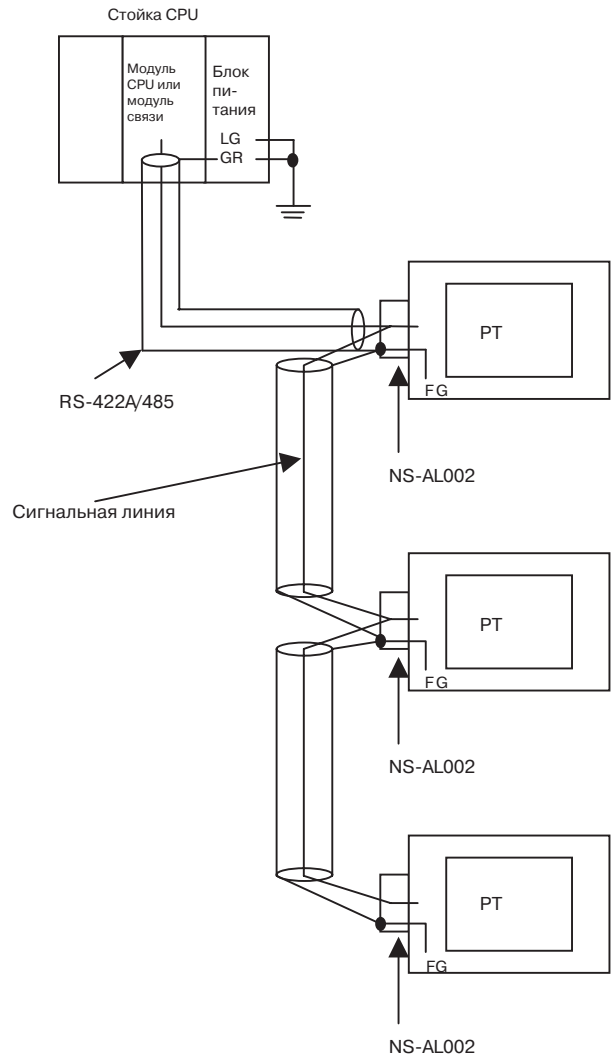 Стойка CPU
Модуль
CPU или
модуль
связи
Блок
пи-
тания
LG
GR
PT
FG
RS-422A/485
NS-AL002
Сигнальная линия
PT
FG
NS-AL002
PT
FG
NS-AL002